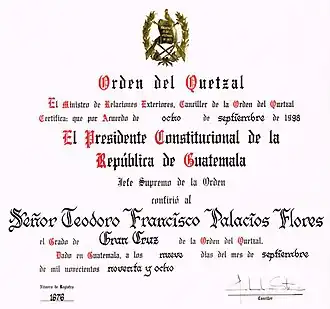 Orden del Quetzal
El Ministro de Relaciones Exteriores, Canciller de la Orden del Quetzal
Certifica: que por Acuerdo de ocho de septiembre de 1998
El Presidente Constitucional de la
República de Guatemala
Jefe Supremo de la Orden
confirió al
Señor Teodoro Francisco Palacios Flores
el Grado de Gran Cruz de la Orden del Quetzal.
Dado en Guatemala, a los nueve días del mes de septiembre
de mil novecientos noventa y ocho
Número de Registro
1676
Canciller